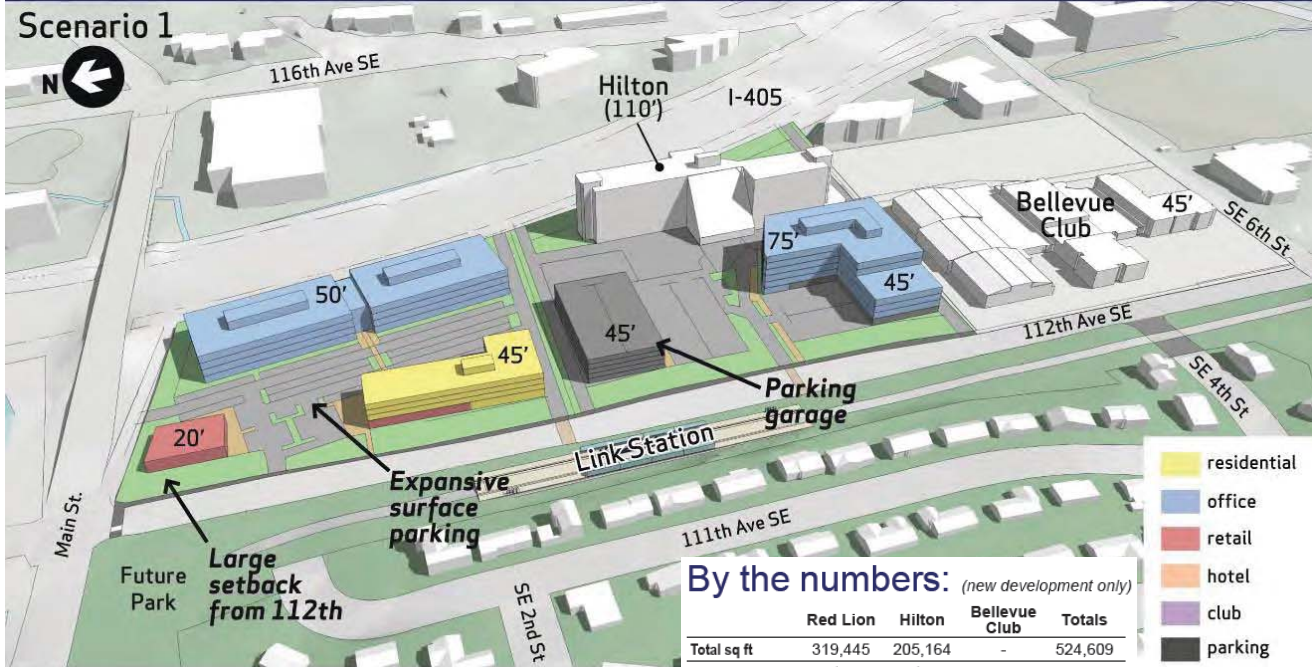 Scenario 1
N
116th Ave SE
Hilton
(110')
I-405
Bellevue
Club
45'
SE 6th St
75'
45'
50'
45'
45'
112th Ave SE
Parking
garage
SE 4th St
20'
Link Station
Expansive
surface
parking
Main St.
111th Ave SE
Future
Park
Large
setback
from 112th
SE 2nd St
residential
office
retail
hotel
club
parking
By the numbers: (new development only)
Red Lion Hilton Bellevue Club Totals
Total sq ft 319,445 205,164 - 524,609